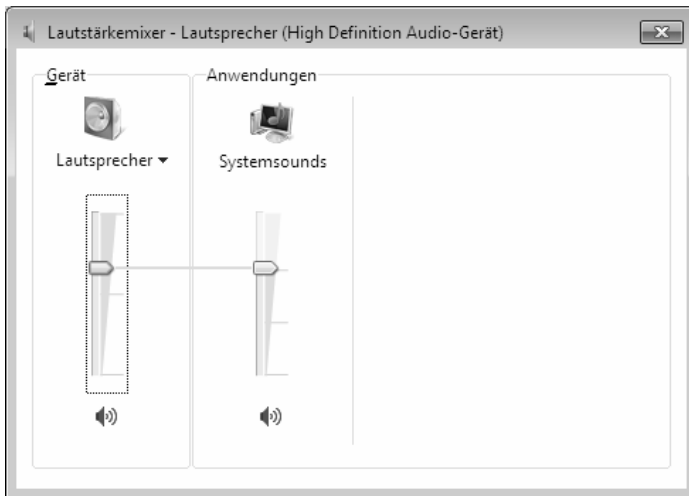 Lautstärkemixer - Lautsprecher (High Definition Audio-Gerät)
Gerät
Anwendungen
Lautsprecher
Systemsounds